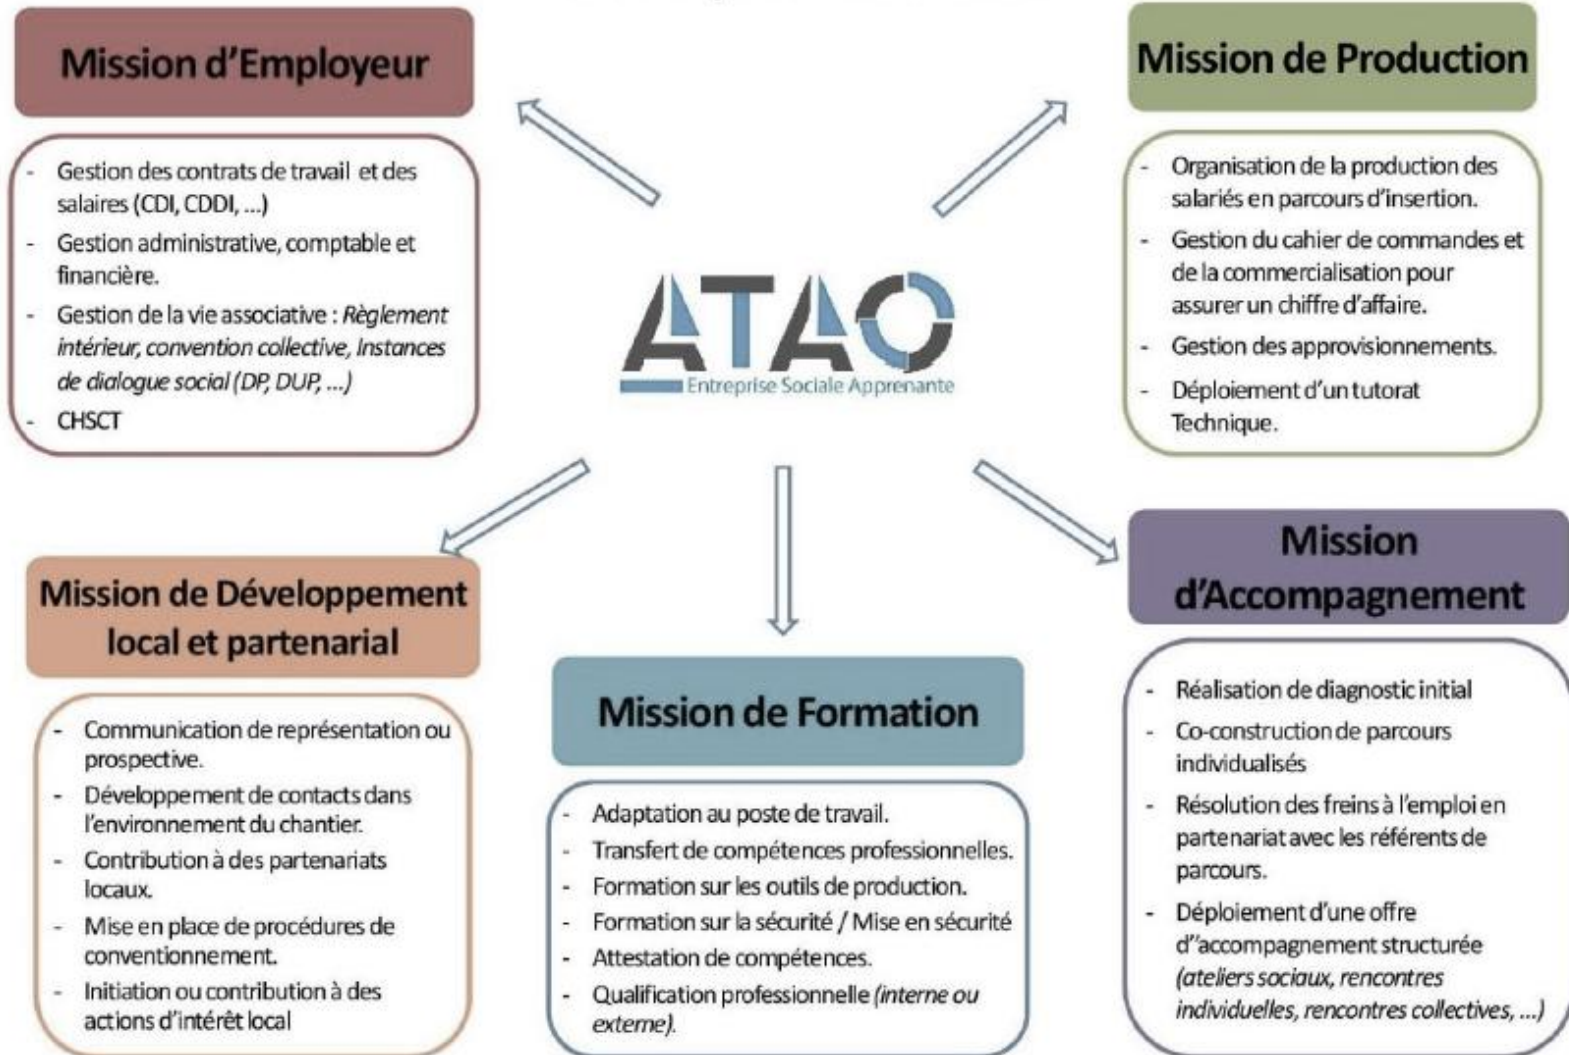 Mission d'Employeur
- Gestion des contrats de travail et des
salaires (CDI, CDDI, ...)
- Gestion administrative, comptable et
financière.
- Gestion de la vie associative : Règlement
intérieur, convention collective, Instances
de dialogue social (DP, DUP, ...)
- CHSCT
Mission de Production
- Organisation de la production des
salariés en parcours d'insertion.
- Gestion du cahier de commandes et
de la commercialisation pour
assurer un chiffre d'affaire.
- Gestion des approvisionnements.
- Déploiement d'un tutorat
Technique.
ATAO
Entreprise Sociale Apprenante
Mission de Développement
local et partenarial
- Communication de représentation ou
prospective.
- Développement de contacts dans
l'environnement du chantier.
- Contribution à des partenariats
locaux.
- Mise en place de procédures de
conventionnement.
- Initiation ou contribution à des
actions d'intérêt local
Mission de Formation
- Adaptation au poste de travail.
- Transfert de compétences professionnelles.
- Formation sur les outils de production.
- Formation sur la sécurité / Mise en sécurité
- Attestation de compétences.
- Qualification professionnelle (interne ou
externe).
Mission
d'Accompagnement
- Réalisation de diagnostic initial
- Co-construction de parcours
individualisés
- Résolution des freins à l'emploi en
partenariat avec les référents de
parcours.
- Déploiement d'une offre
d''accompagnement structurée
(ateliers sociaux, rencontres
individuelles, rencontres collectives, ...)